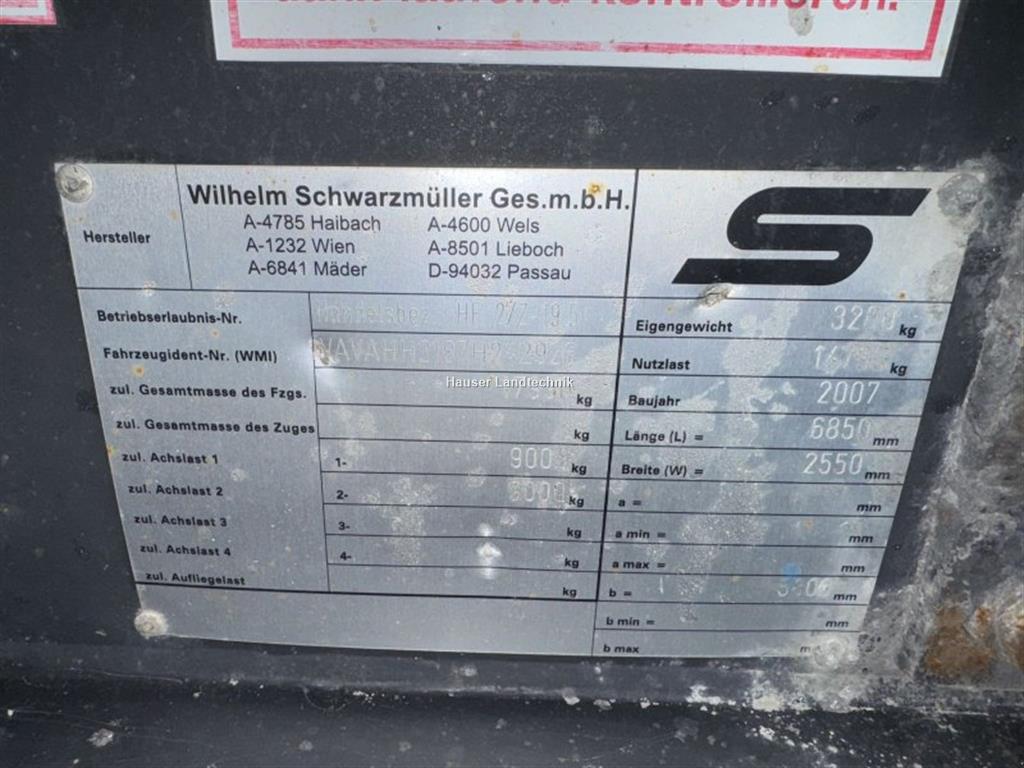 dann laufend kontrollieren.
Wilhelm Schwarzmüller Ges.m.b.H.
Hersteller
A-4785 Haibach A-4600 Wels
A-1232 Wien A-8501 Lieboch
A-6841 Mäder D-94032 Passau
Betriebserlaubnis-Nr.
Fahrzeugident-Nr. (WMI)
Hauser Landtechnik
zul. Gesamtmasse des Fzgs. kg
zul. Gesamtmasse des Zuges kg
zul. Achslast 1 1- kg
zul. Achslast 2 2- kg
zul. Achslast 3 3- kg
zul. Achslast 4 4- kg
zul. Aufliegelast kg
S
Eigengewicht kg
Nutzlast kg
Baujahr 2007
Länge (L) = 6850 mm
Breite (W) = 2550 mm
a = mm
a min = mm
a max = mm
b = mm
b min = mm
b max